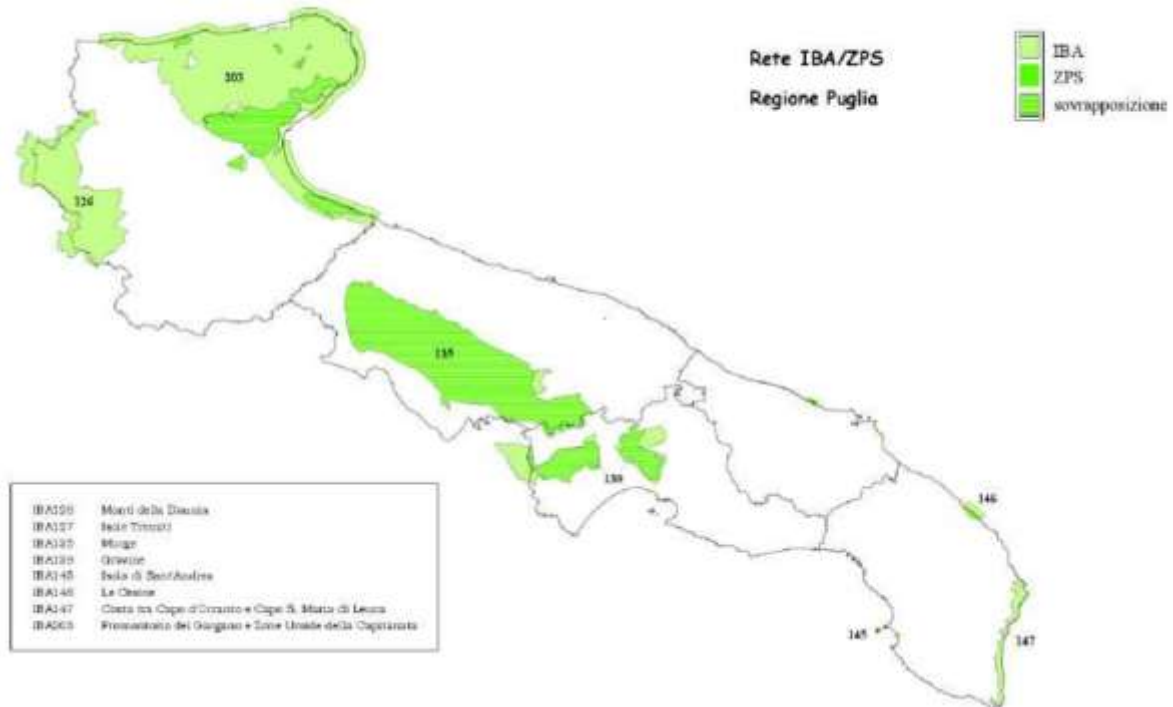 Rete IBA/ZPS
Regione Puglia
IBA
ZPS
sovrapposizione
203
126
135
139
146
145
147
IBA126 Monti della Daunia
IBA127 Isole Tremiti
IBA135 Murge
IBA139 Gravine
IBA145 Isola di Sant'Andrea
IBA146 Le Cesine
IBA147 Costa tra Capo d'Otranto e Capo S. Maria di Leuca
IBA203 Promontorio del Gargano e Zone Umide della Capitanata